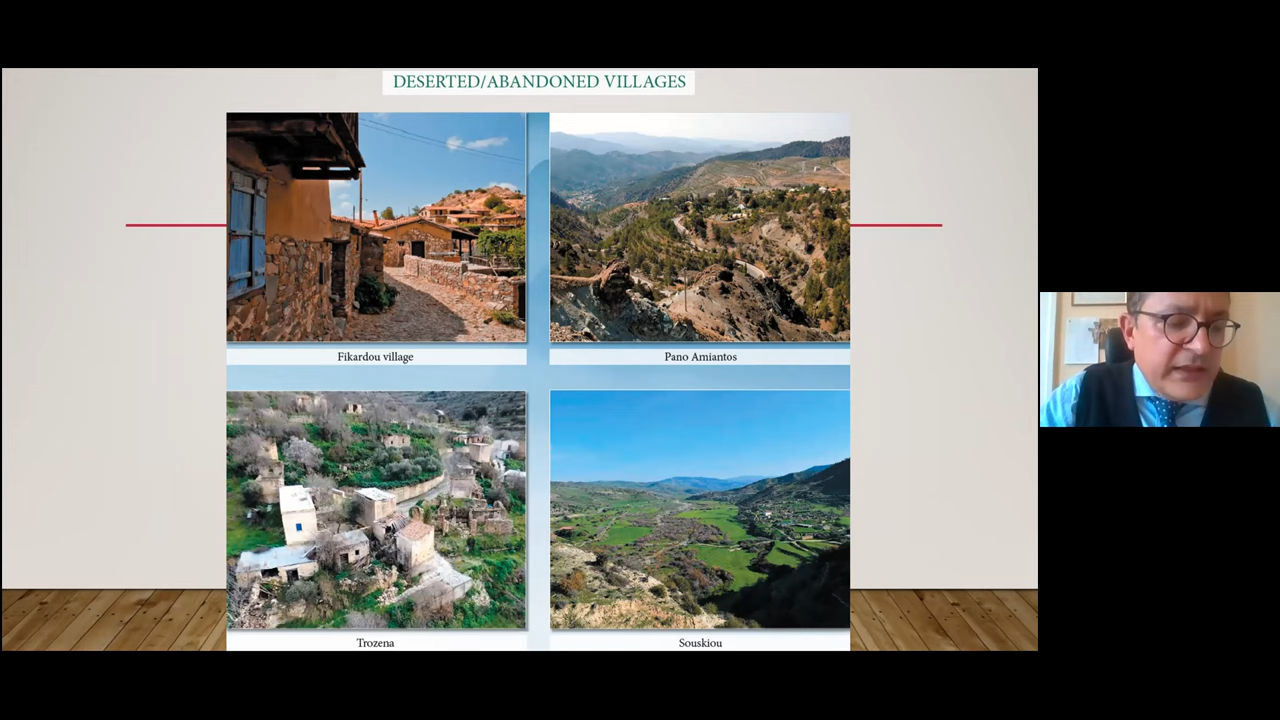 DESERTED/ABANDONED VILLAGES
Fikardou village
Pano Amiantos
Trozena
Souskiou